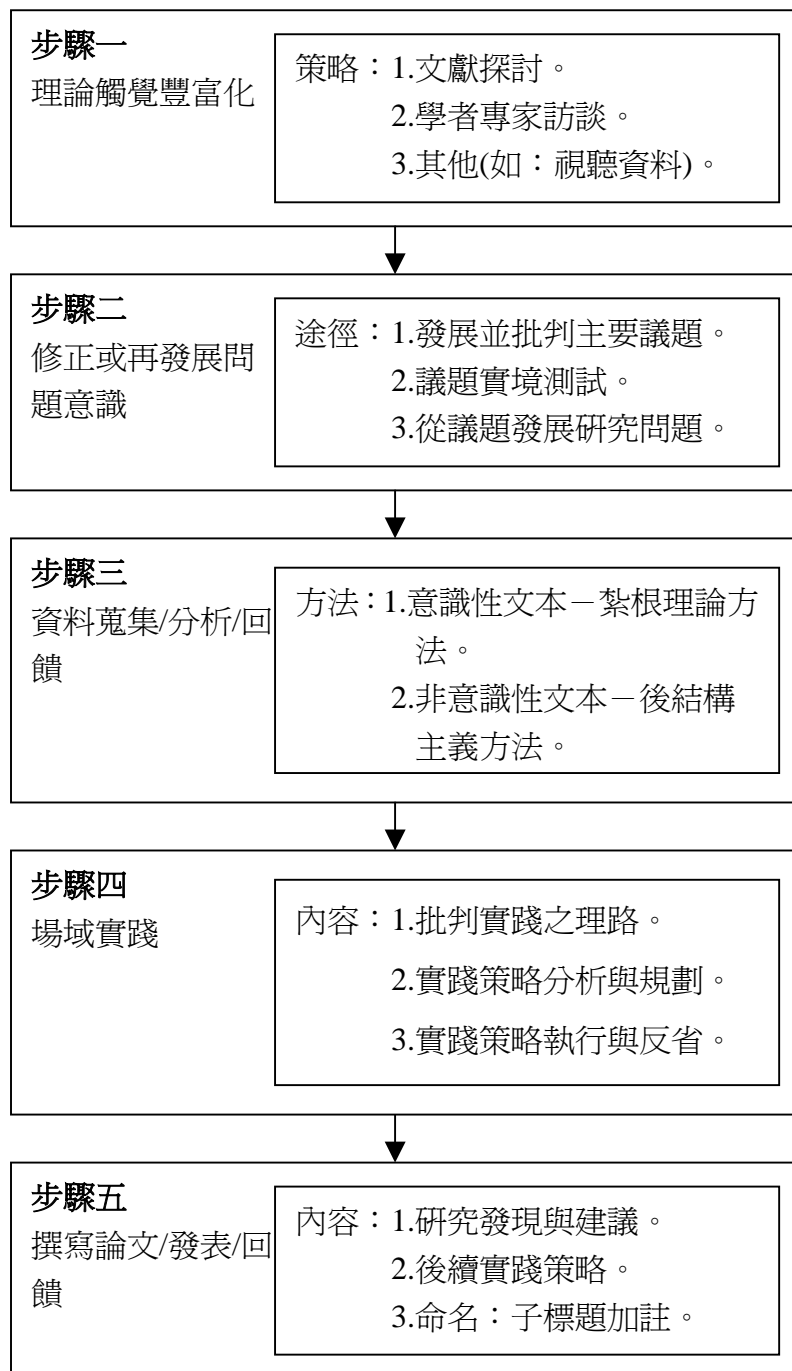 步驟一
理論觸覺豐富化
策略：1.文獻探討。
2.學者專家訪談。
3.其他(如：視聽資料)。
步驟二
修正或再發展問
題意識
途徑：1.發展並批判主要議題。
2.議題實境測試。
3.從議題發展研究問題。
步驟三
資料蒐集/分析/回
饋
方法：1.意識性文本－紮根理論方
法。
2.非意識性文本－後結構
主義方法。
步驟四
場域實踐
內容：1.批判實踐之理路。
2.實踐策略分析與規劃。
3.實踐策略執行與反省。
步驟五
撰寫論文/發表/回
饋
內容：1.研究發現與建議。
2.後續實踐策略。
3.命名：子標題加註。